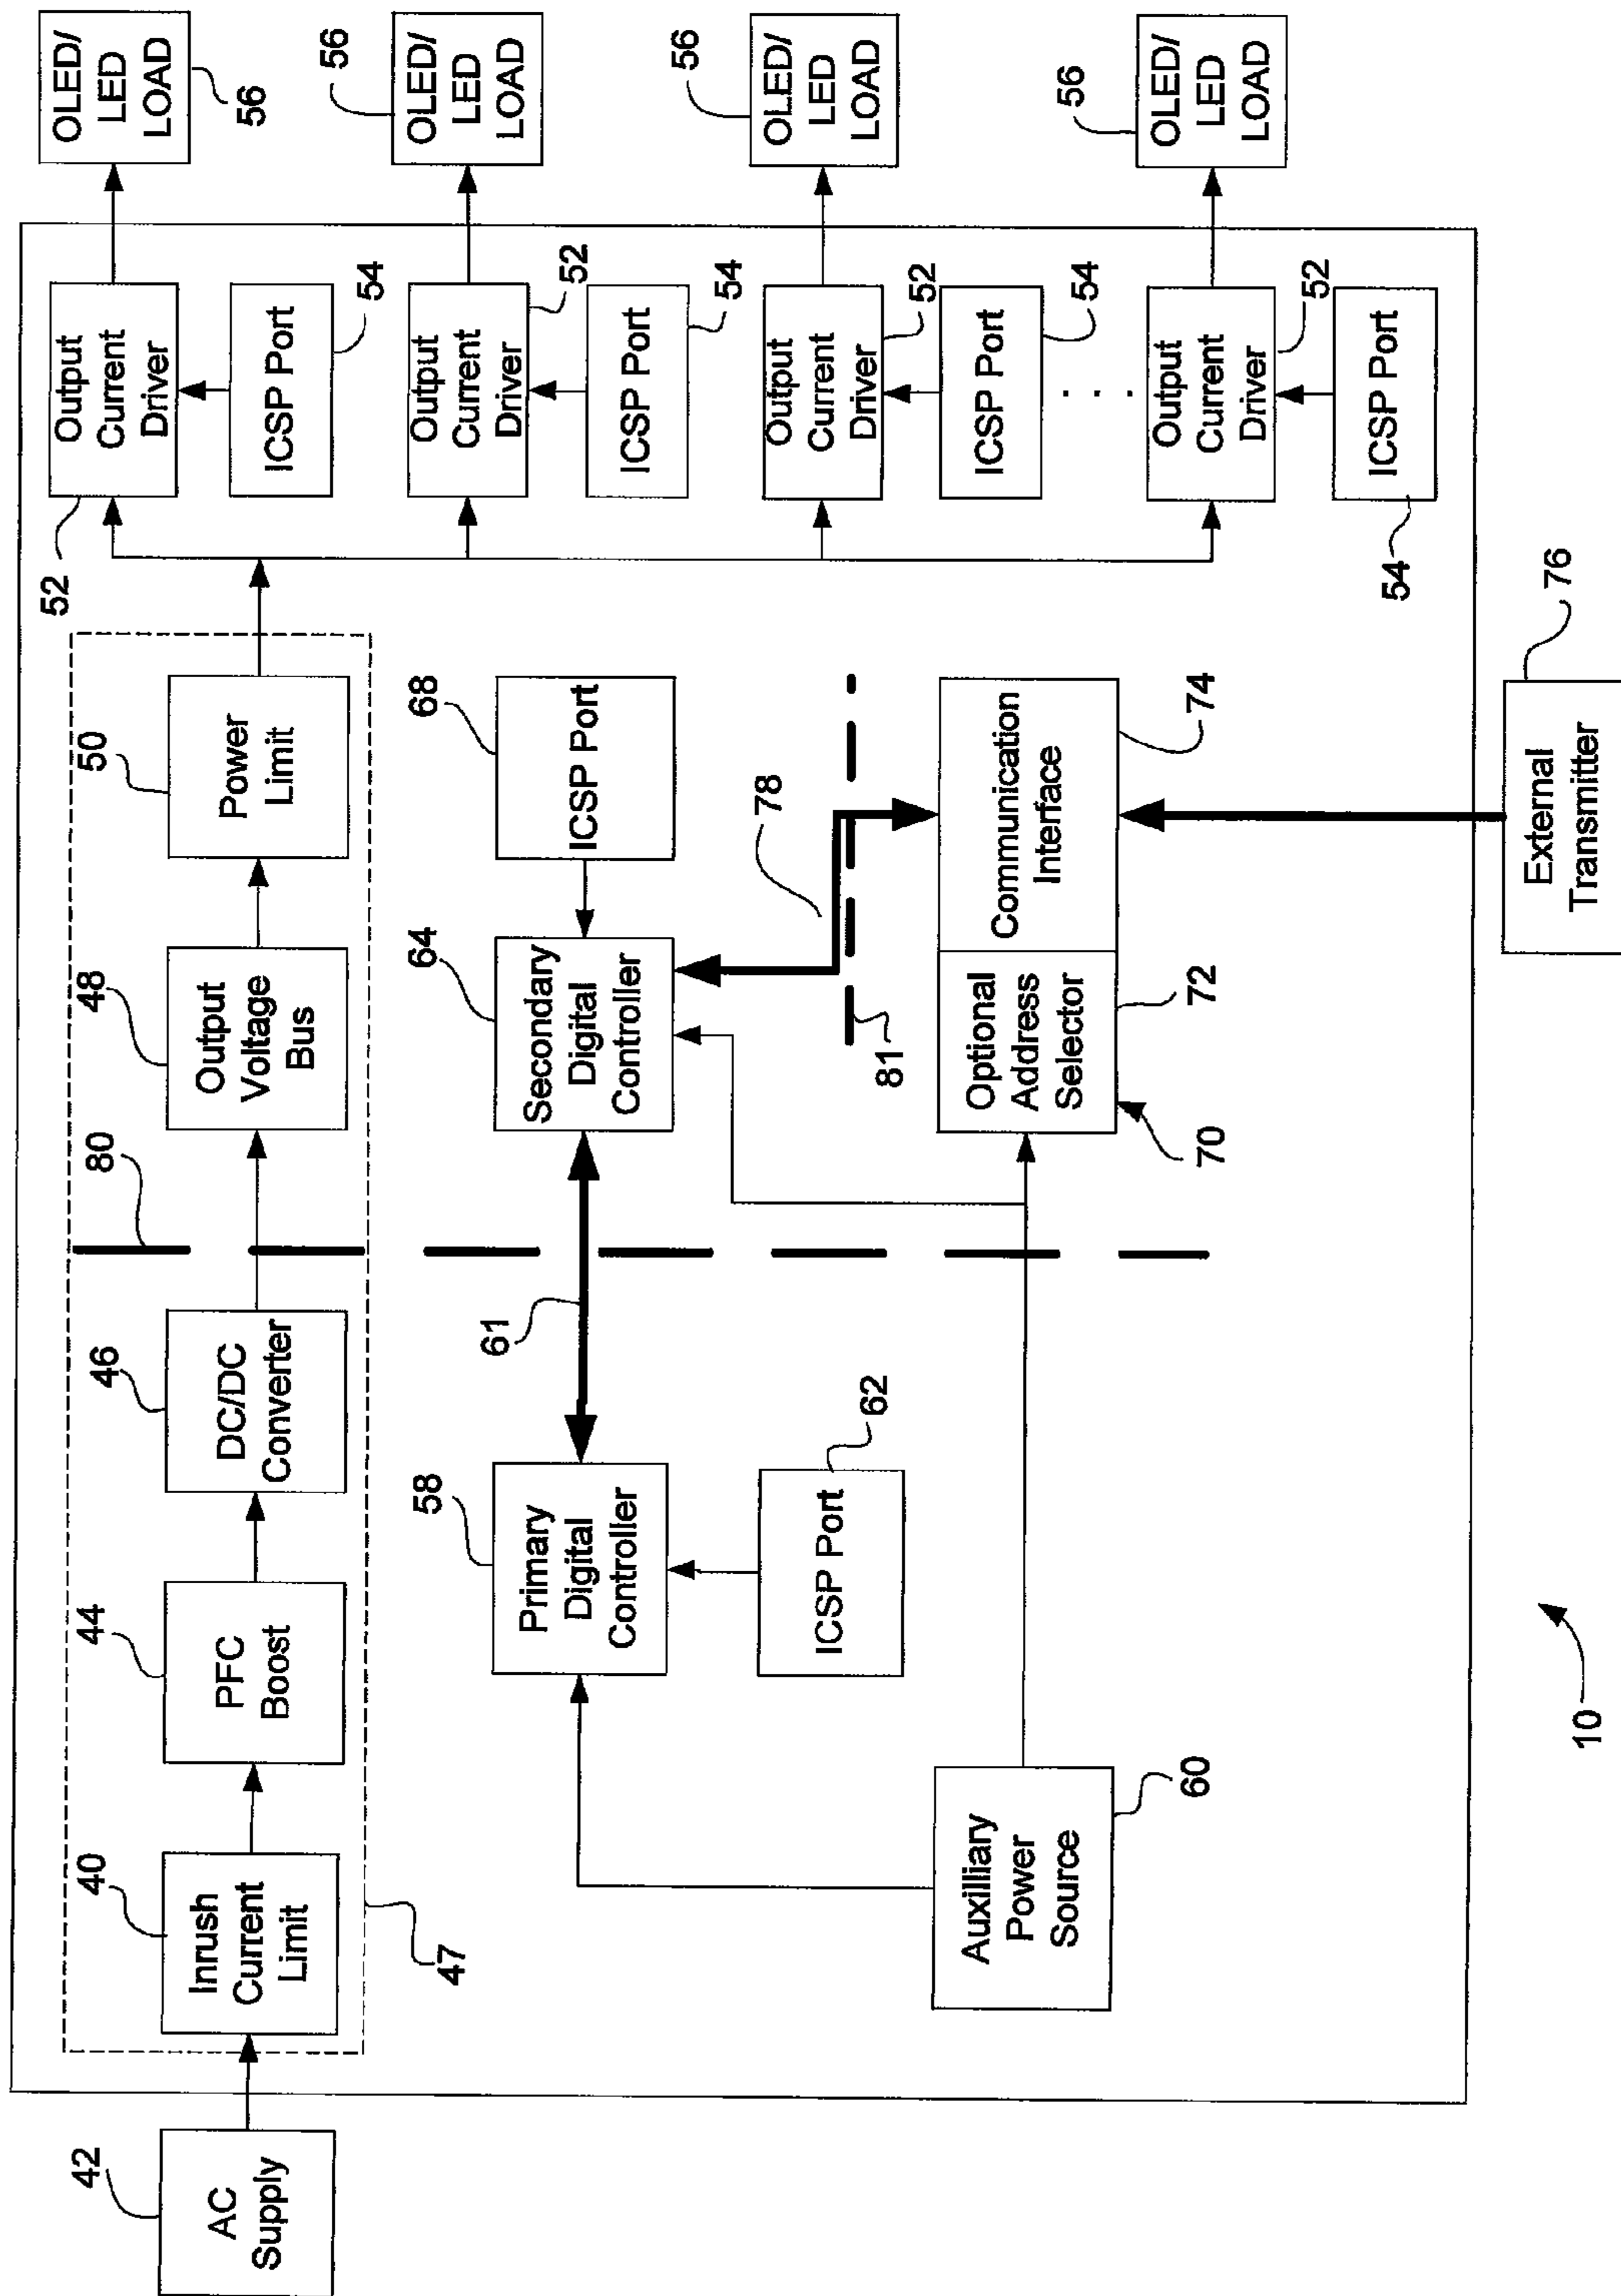 42
AC
Supply
40
Inrush
Current
Limit
47
44
PFC
Boost
46
DC/DC
Converter
80
48
Output
Voltage
Bus
50
Power
Limit
52
Output
Current
Driver
ICSP Port
54
OLED/
LED
LOAD
56
Output
Current
Driver
52
ICSP Port
54
56
OLED/
LED
LOAD
Output
Current
Driver
52
ICSP Port
54
56
OLED/
LED
LOAD
. . .
Output
Current
Driver
52
ICSP Port
54
56
OLED/
LED
LOAD
58
Primary
Digital
Controller
62
ICSP Port
61
64
Secondary
Digital
Controller
68
ICSP Port
78
81
Auxilliary
Power
Source
60
Optional
Address
Selector
72
70
Communication
Interface
74
76
External
Transmitter
10